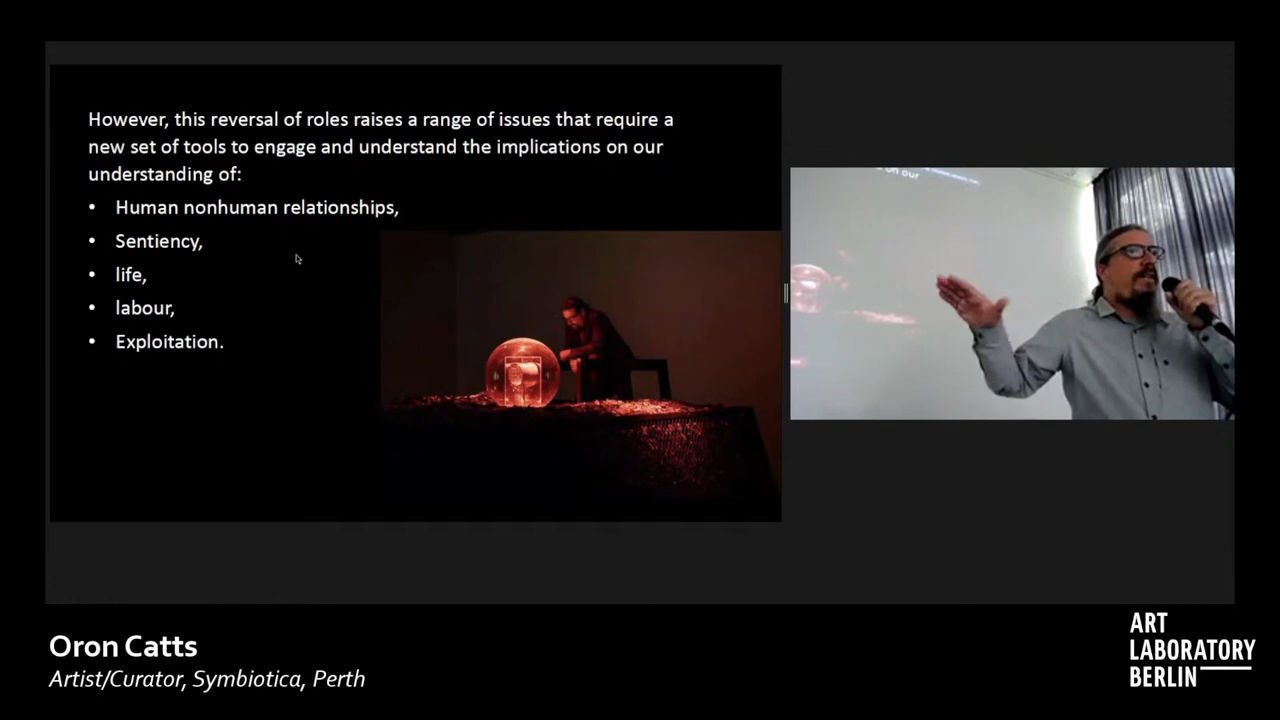 However, this reversal of roles raises a range of issues that require a
new set of tools to engage and understand the implications on our
understanding of:
• Human nonhuman relationships,
• Sentiency,
• life,
• labour,
• Exploitation.
on our
Oron Catts
Artist/Curator, Symbiotica, Perth
ART
LABORATORY
BERLIN